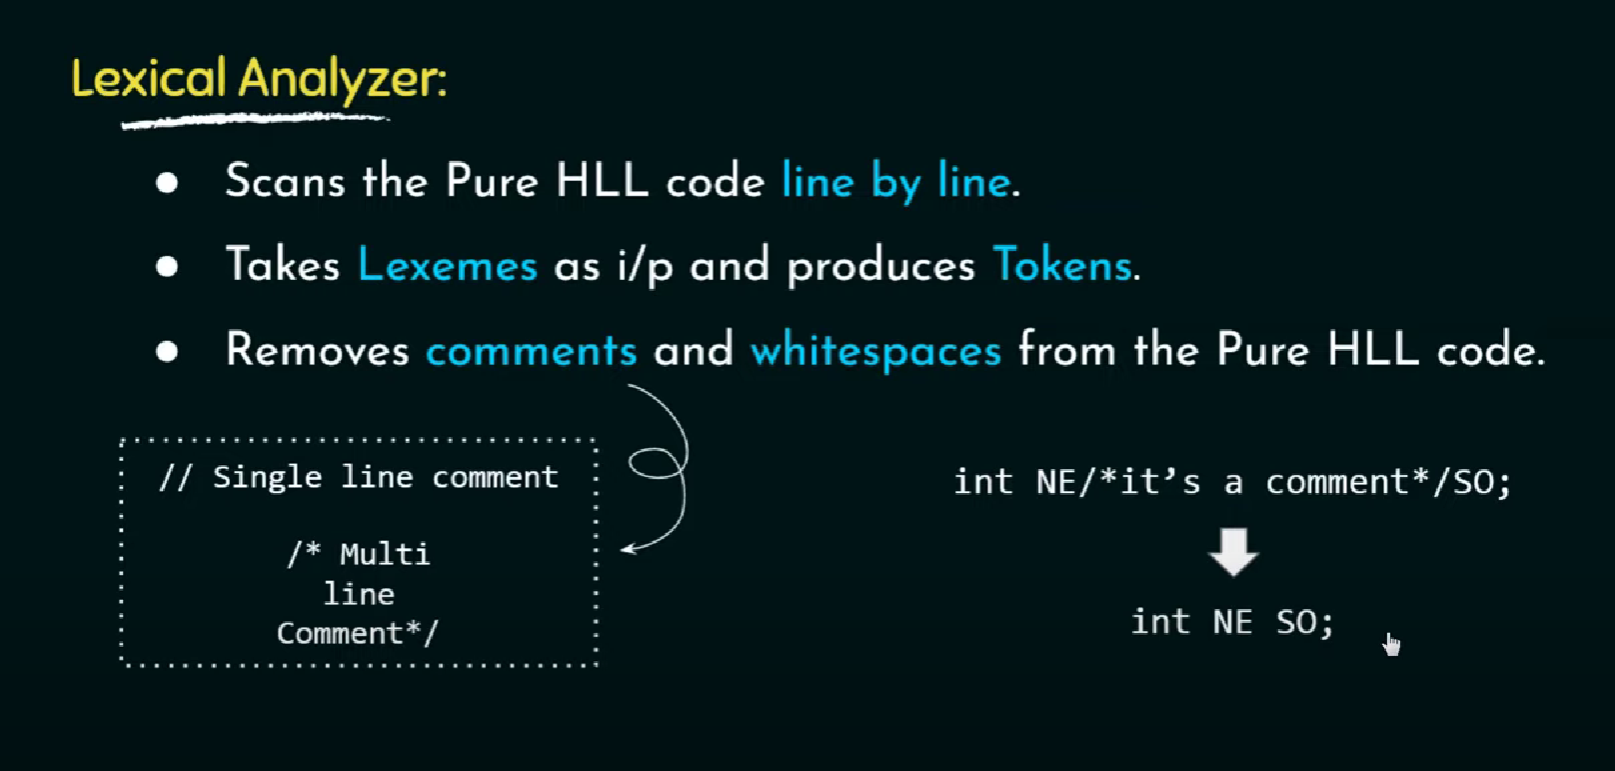 Lexical Analyzer:
● Scans the Pure HLL code line by line.
● Takes Lexemes as i/p and produces Tokens.
● Removes comments and whitespaces from the Pure HLL code.
// Single line comment
/* Multi
line
Comment*/
int NE/*it’s a comment*/SO;
int NE SO;